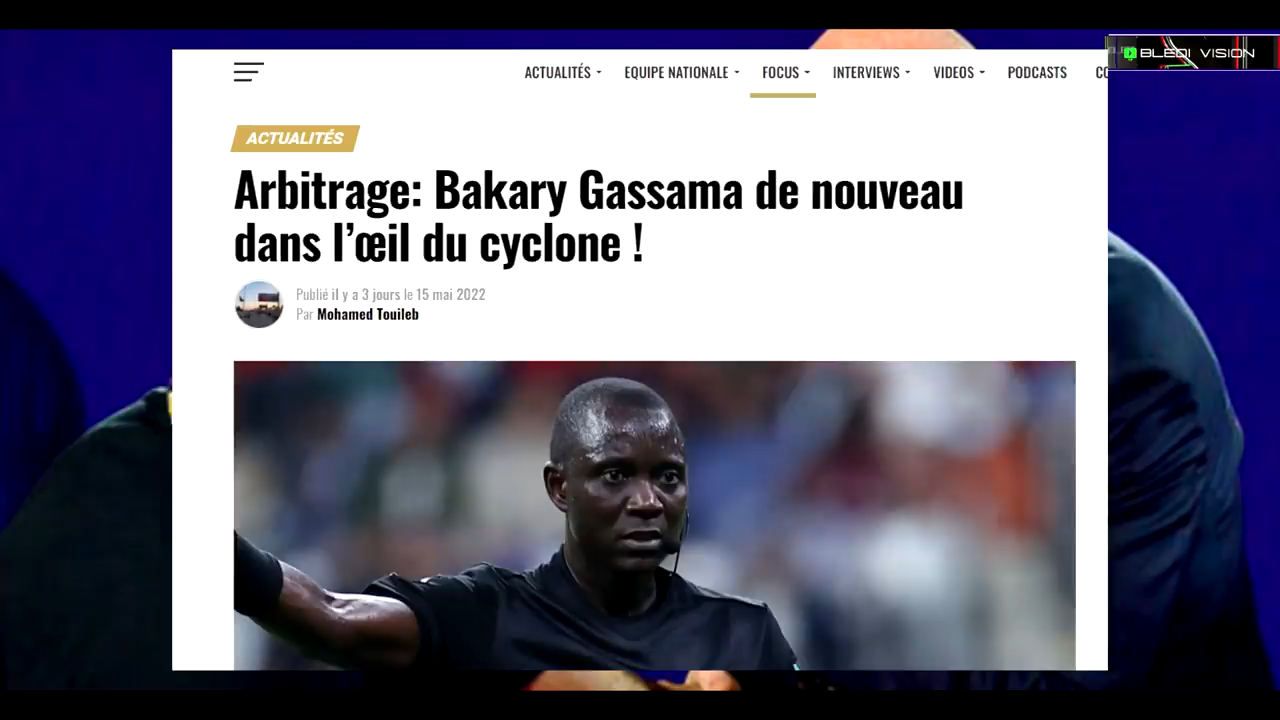 BLEDI VISION
ACTUALITÉS EQUIPE NATIONALE FOCUS INTERVIEWS VIDEOS PODCASTS
ACTUALITÉS
Arbitrage: Bakary Gassama de nouveau
dans l’œil du cyclone !
Publié il y a 3 jours le 15 mai 2022
Par Mohamed Touileb